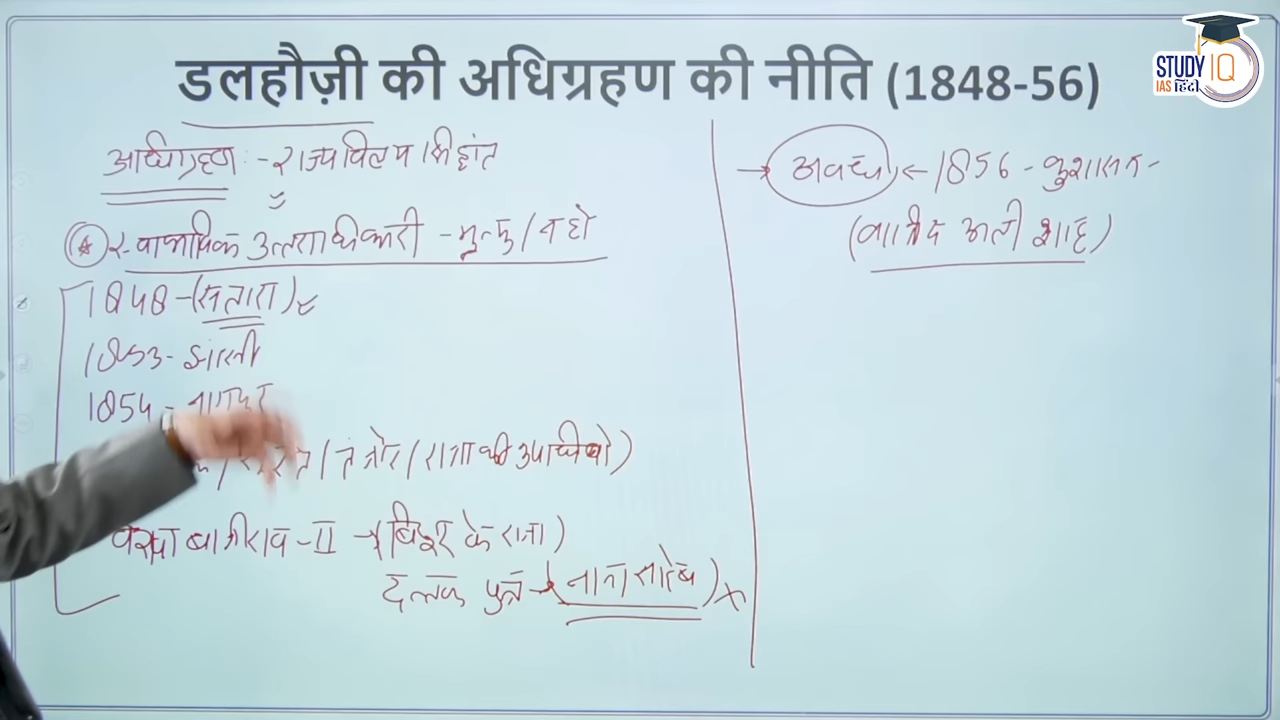 डलहौज़ी की अधिग्रहण की नीति (1848-56)
STUDY IQ
IAS हिंदी
अधिग्रहण :- राज्य विलय सिद्धांत
स्वाभाविक उत्तराधिकारी - मृत्यु / न हो
1848 - (सतारा)
1853 - झांसी
1854 - नागपुर
/ तंजौर / राजा की उपाधियो)
पेशवा बाजीराव - II → (बिठूर के राजा)
दत्तक पुत्र → नाना साहेब) ×
→ अवध ← 1856 - कुशासन -
(वाजिद अली शाह)